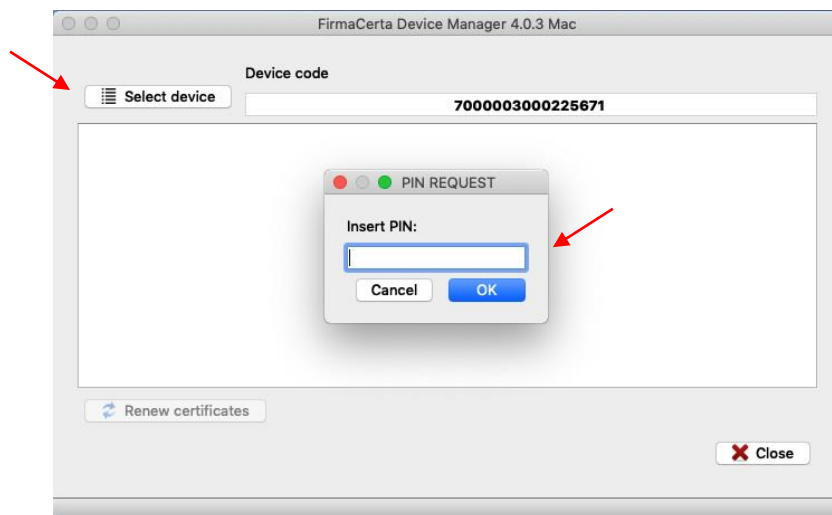 FirmaCerta Device Manager 4.0.3 Mac
Device code
Select device
7000003000225671
PIN REQUEST
Insert PIN:
Cancel
OK
Renew certificates
Close